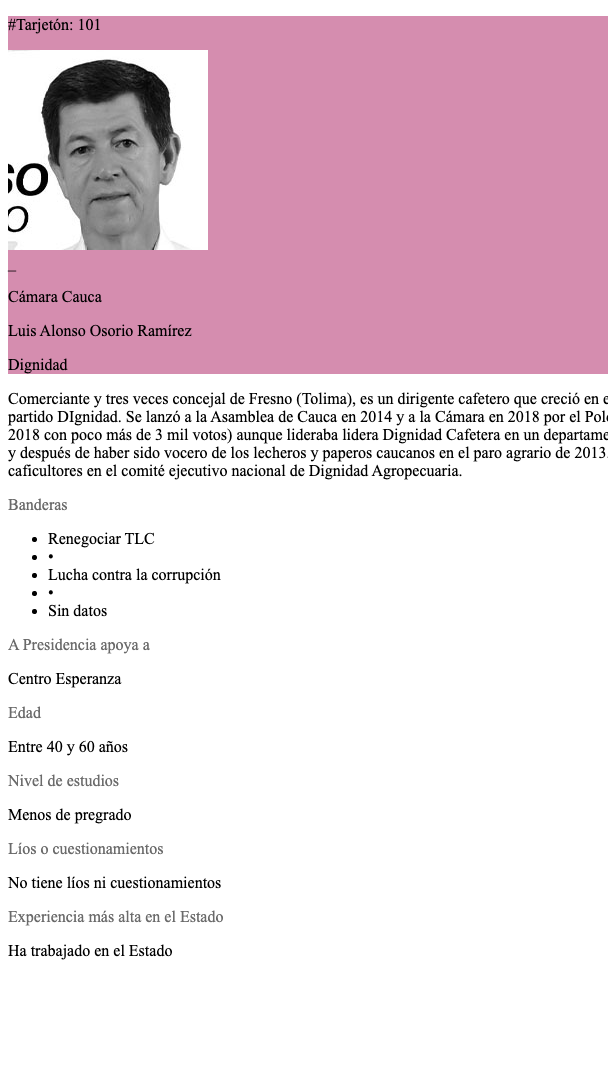 #Tarjetón: 101
so
o
_
Cámara Cauca
Luis Alonso Osorio Ramírez
Dignidad
Comerciante y tres veces concejal de Fresno (Tolima), es un dirigente cafetero que creció en e
partido DIgnidad. Se lanzó a la Asamblea de Cauca en 2014 y a la Cámara en 2018 por el Pol
2018 con poco más de 3 mil votos) aunque lideraba lidera Dignidad Cafetera en un departame
y después de haber sido vocero de los lecheros y paperos caucanos en el paro agrario de 2013
caficultores en el comité ejecutivo nacional de Dignidad Agropecuaria.
Banderas
• Renegociar TLC
• •
• Lucha contra la corrupción
• •
• Sin datos
A Presidencia apoya a
Centro Esperanza
Edad
Entre 40 y 60 años
Nivel de estudios
Menos de pregrado
Líos o cuestionamientos
No tiene líos ni cuestionamientos
Experiencia más alta en el Estado
Ha trabajado en el Estado